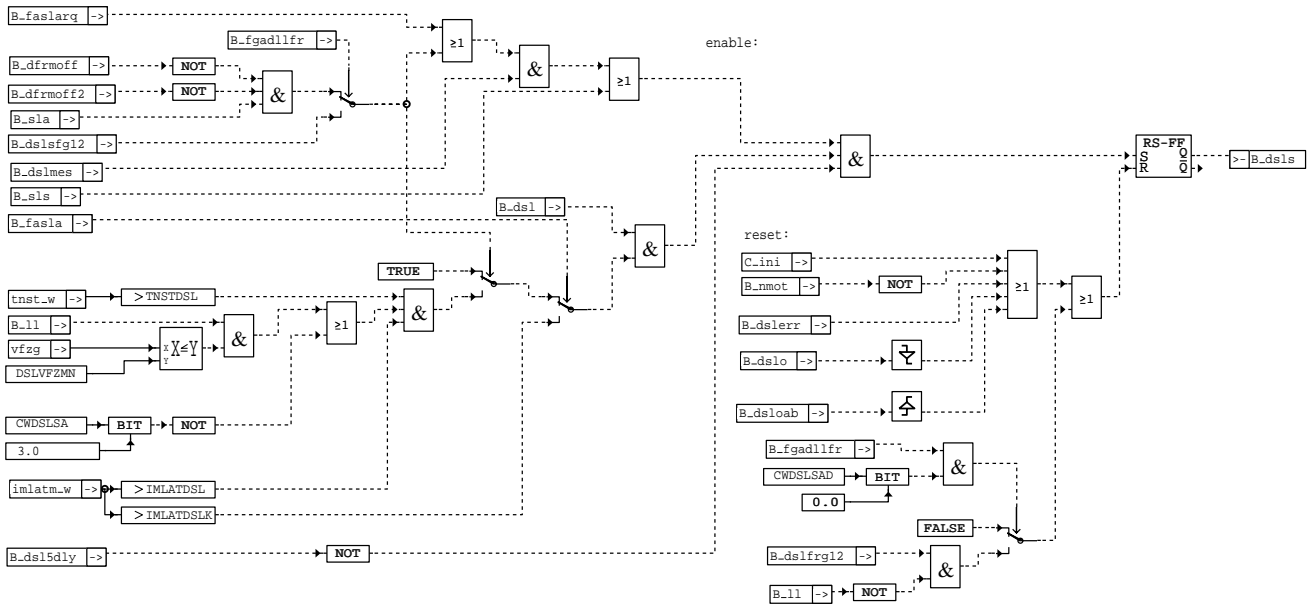 B_faslarq ->
B_fgadllfr ->
enable:
≥1
B_dfrmoff ->
NOT
&
≥1
B_dfrmoff2 ->
NOT
&
B_sla ->
B_dslsfg12 ->
RS-FF
S Q
R Q
B_dslmes ->
&
>- B_dsls
B_sls ->
B_dsl ->
B_fasla ->
reset:
&
C_ini ->
TRUE
B_nmot ->
NOT
≥1
≥1
tnst_w ->
>TNSTDSL
&
B_ll ->
&
≥1
B_dslerr ->
vfzg ->
X X≤Y
Y
B_dslo ->
DSLVFZMN
B_dsloab ->
CWDSLSA
BIT
NOT
3.0
B_fgadllfr ->
&
CWDSLSAD
BIT
imlatm_w ->
>IMLATDSL
0.0
>IMLATDSLK
FALSE
B_dsl5dly ->
NOT
B_dslfrg12 ->
&
B_ll ->
NOT